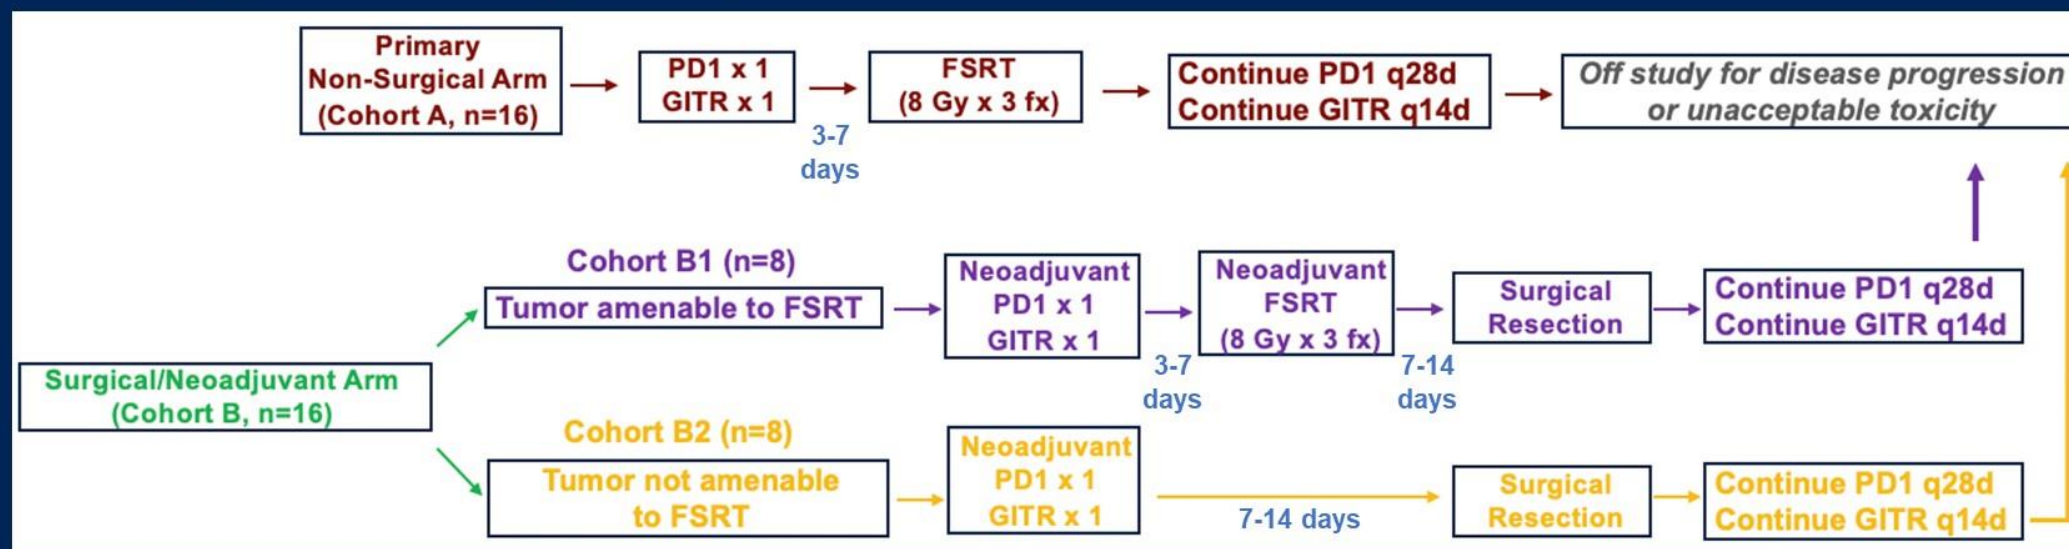 Primary
Non-Surgical Arm
(Cohort A, n=16)
PD1 x 1
GITR x 1
3-7
days
FSRT
(8 Gy x 3 fx)
Continue PD1 q28d
Continue GITR q14d
Off study for disease progression
or unacceptable toxicity
Surgical/Neoadjuvant Arm
(Cohort B, n=16)
Cohort B1 (n=8)
Tumor amenable to FSRT
Neoadjuvant
PD1 x 1
GITR x 1
3-7
days
Neoadjuvant
FSRT
(8 Gy x 3 fx)
7-14
days
Surgical
Resection
Continue PD1 q28d
Continue GITR q14d
Cohort B2 (n=8)
Tumor not amenable
to FSRT
Neoadjuvant
PD1 x 1
GITR x 1
7-14 days
Surgical
Resection
Continue PD1 q28d
Continue GITR q14d